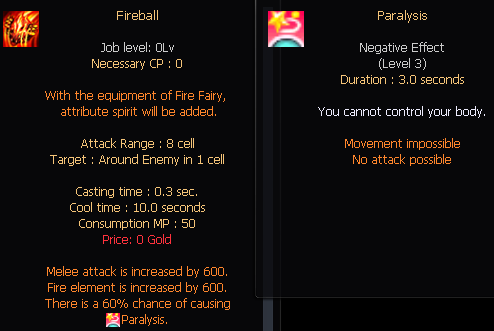 Fireball
Job level: 0Lv
Necessary CP : 0
With the equipment of Fire Fairy,
attribute spirit will be added.
Attack Range : 8 cell
Target : Around Enemy in 1 cell
Casting time : 0.3 sec.
Cool time : 10.0 seconds
Consumption MP : 50
Price: 0 Gold
Melee attack is increased by 600.
Fire element is increased by 600.
There is a 60% chance of causing
Paralysis.
Paralysis
Negative Effect
(Level 3)
Duration : 3.0 seconds
You cannot control your body.
Movement impossible
No attack possible